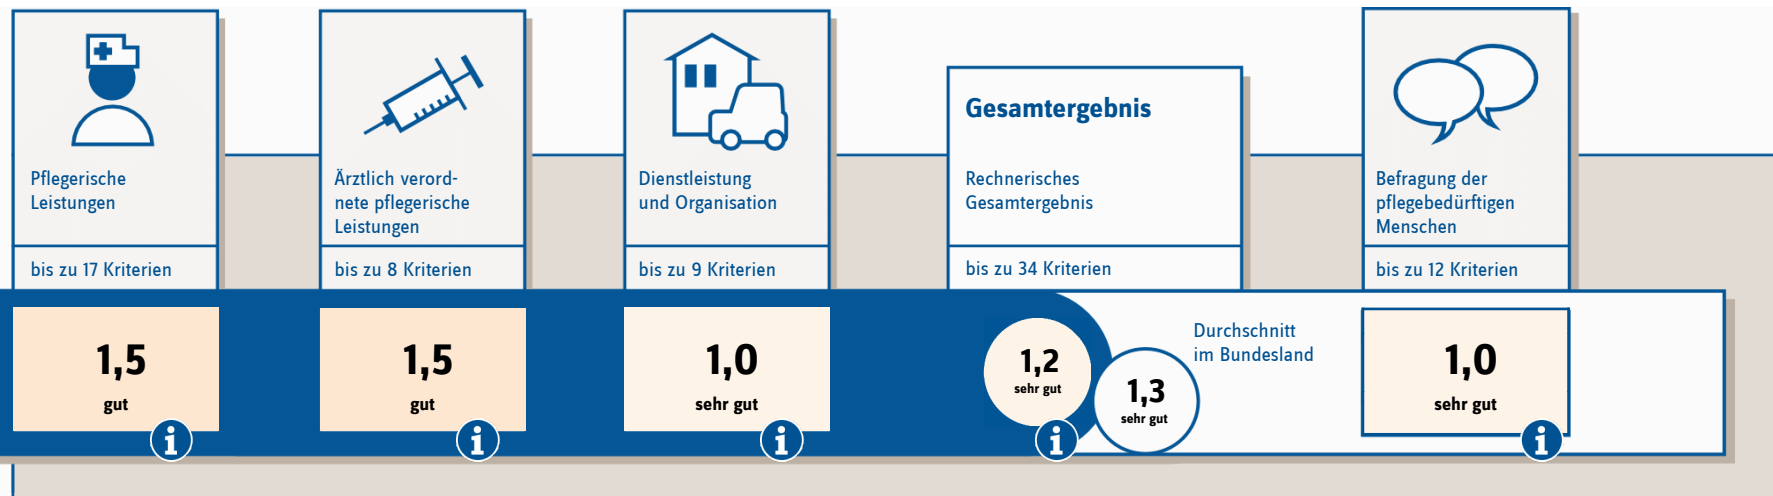 Pflegerische
Leistungen
bis zu 17 Kriterien
1,5
gut
i
Ärztlich verord-
nete pflegerische
Leistungen
bis zu 8 Kriterien
1,5
gut
i
Dienstleistung
und Organisation
bis zu 9 Kriterien
1,0
sehr gut
i
Gesamtergebnis
Rechnerisches
Gesamtergebnis
bis zu 34 Kriterien
1,2
sehr gut
i
1,3
sehr gut
Durchschnitt
im Bundesland
Befragung der
pflegebedürftigen
Menschen
bis zu 12 Kriterien
1,0
sehr gut
i